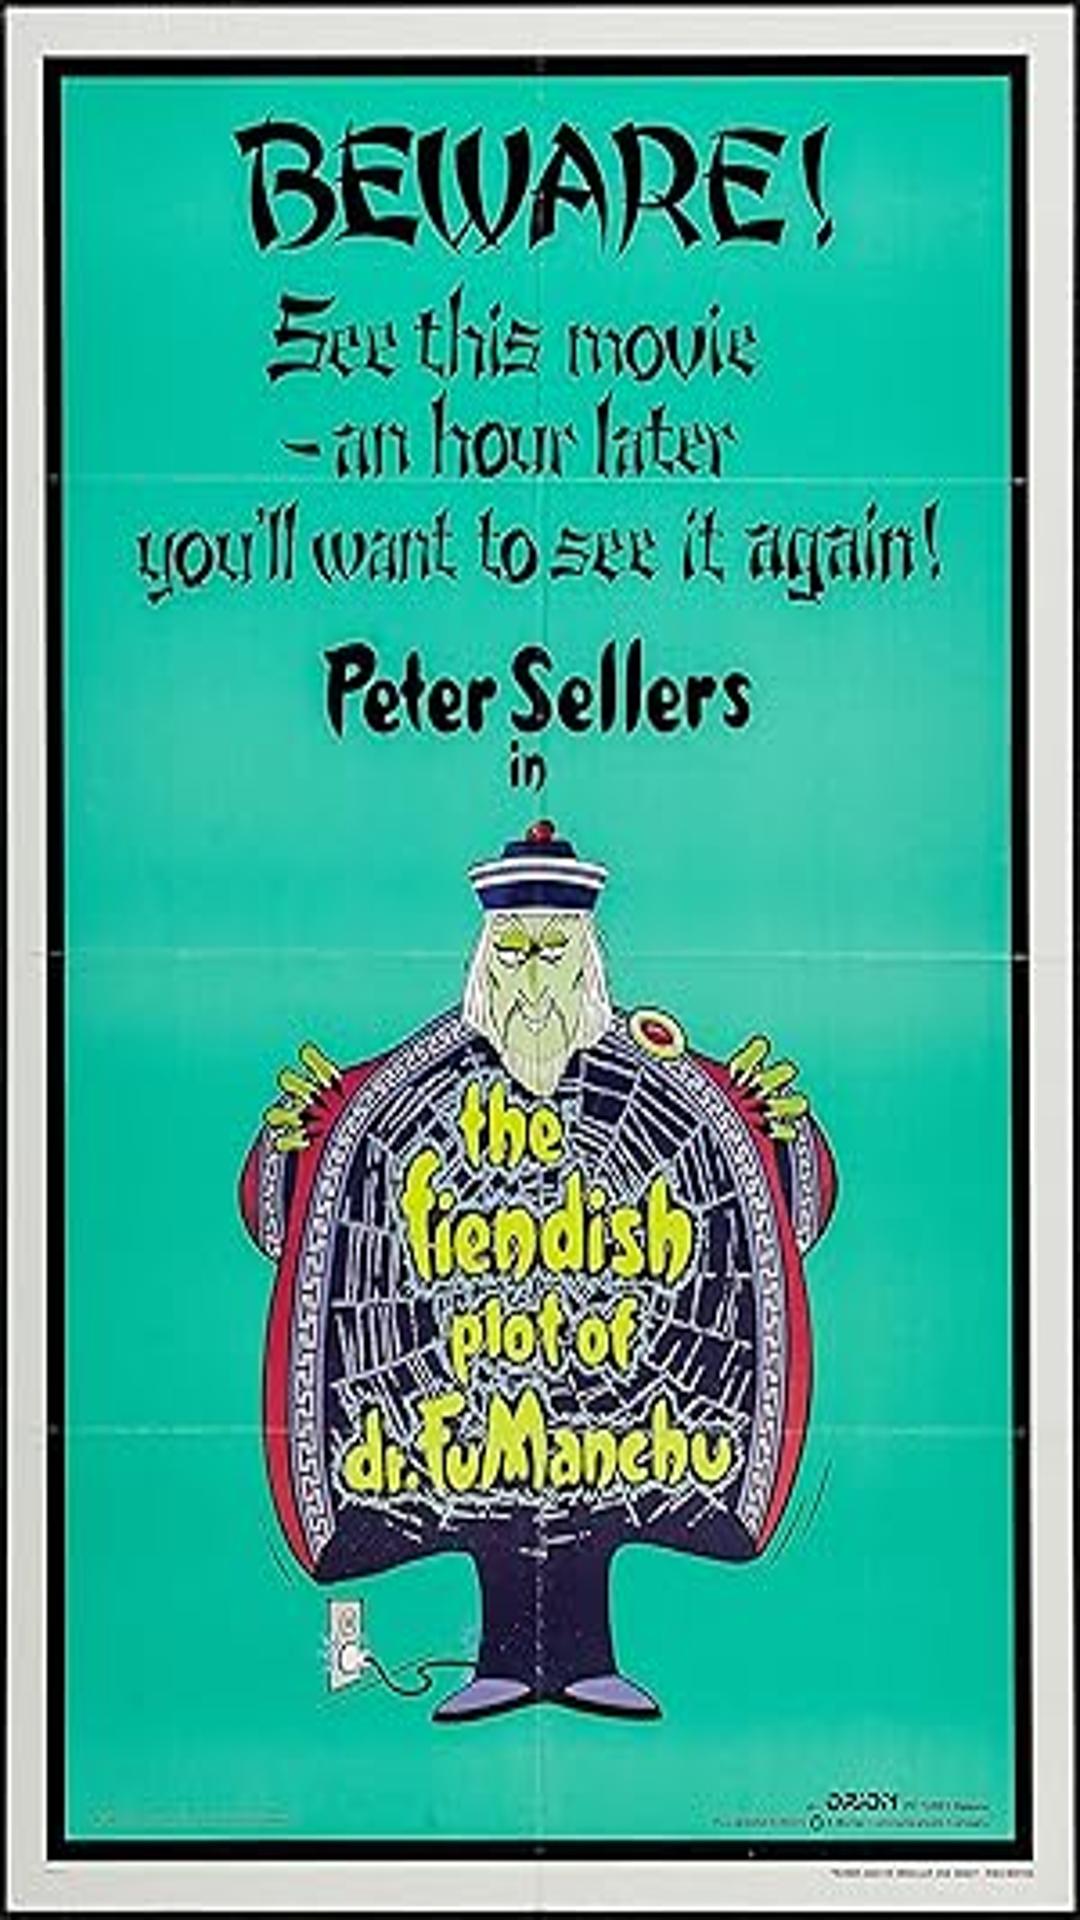 BEWARE!
See this movie
- an hour later
you'll want to see it again!
Peter Sellers
in
the
fiendish
plot of
dr. Fu Manchu
ORION